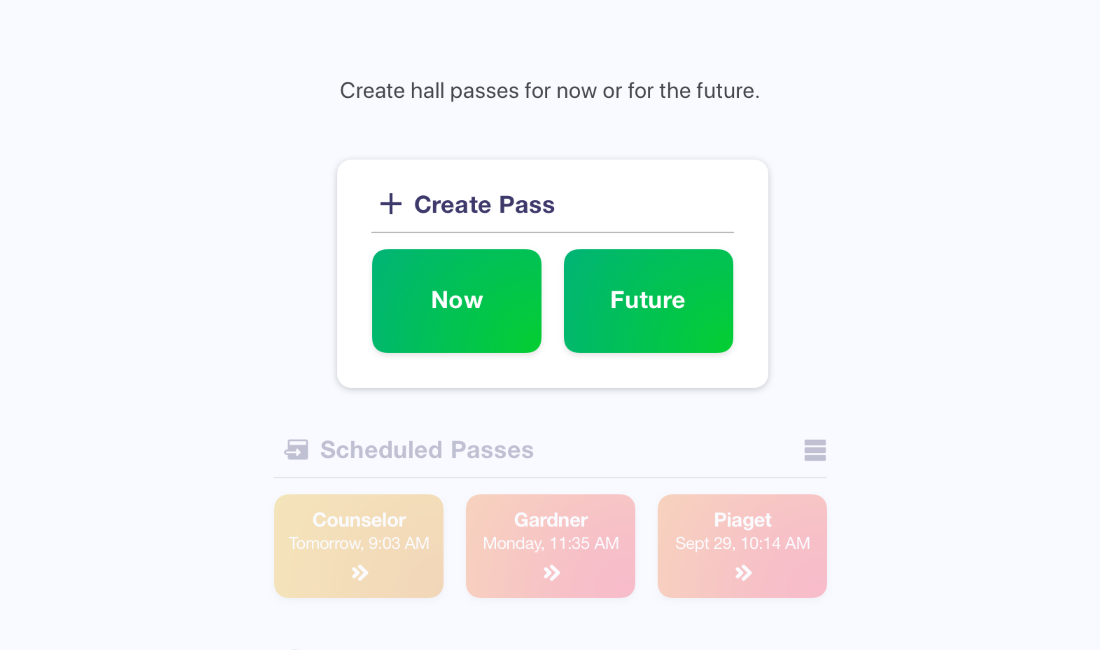 Create hall passes for now or for the future.
Create Pass
Now
Future
Scheduled Passes
Counselor
Tomorrow, 9:03 AM
Gardner
Monday, 11:35 AM
Piaget
Sept 29, 10:14 AM